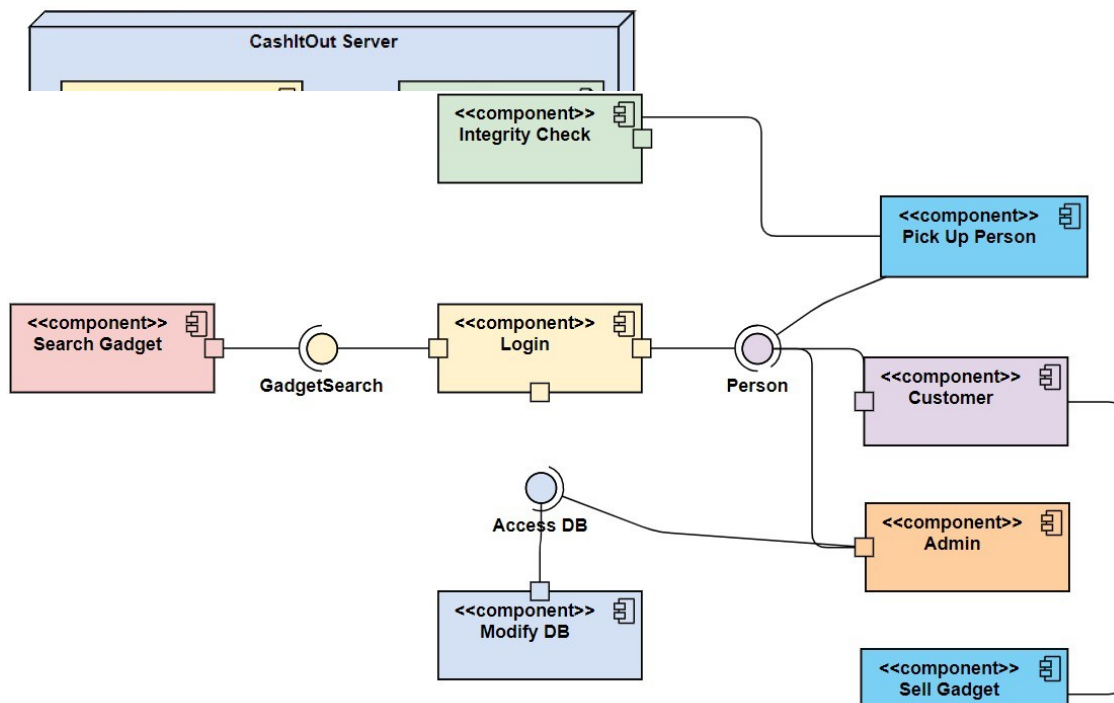 CashItOut Server
<<component>>
Integrity Check
<<component>>
Pick Up Person
<<component>>
Search Gadget
GadgetSearch
<<component>>
Login
Person
<<component>>
Customer
Access DB
<<component>>
Admin
<<component>>
Modify DB
<<component>>
Sell Gadget